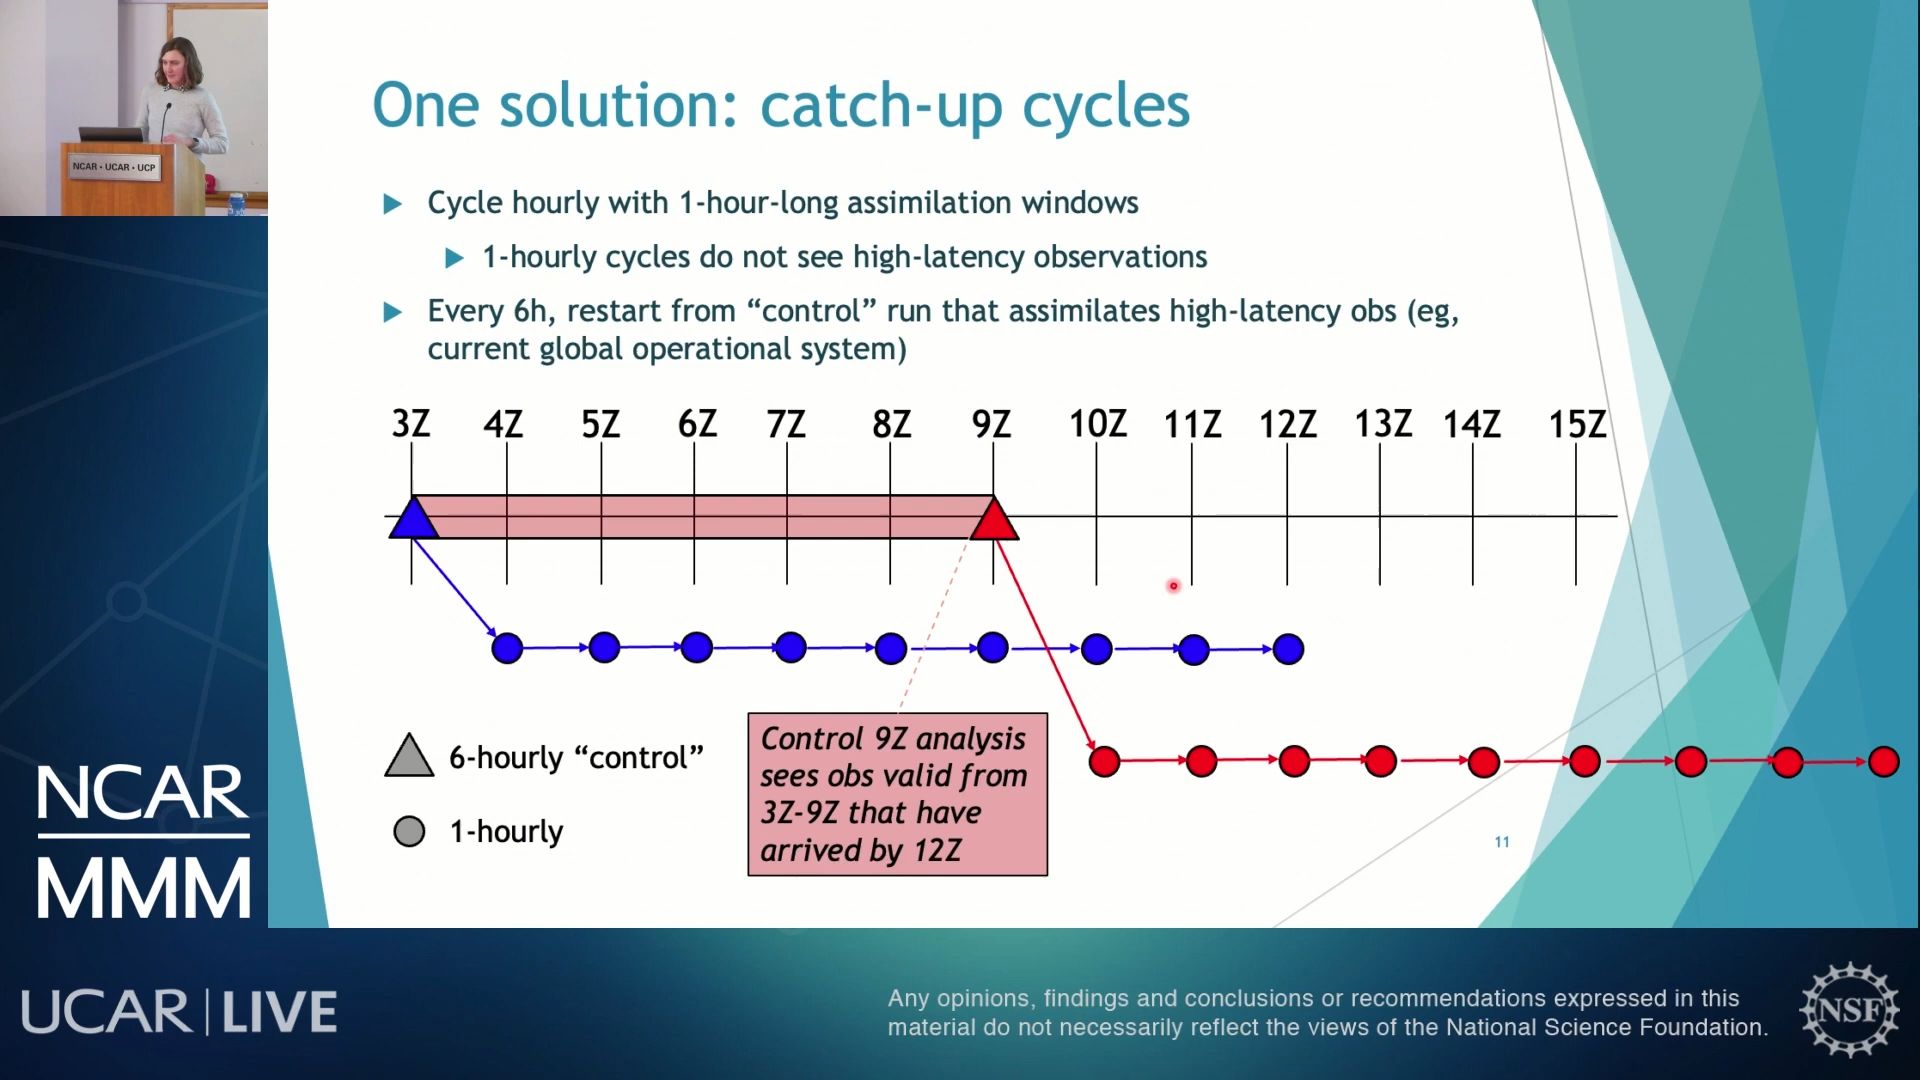 NCAR • UCAR • UCP
One solution: catch-up cycles
Cycle hourly with 1-hour-long assimilation windows
1-hourly cycles do not see high-latency observations
Every 6h, restart from “control” run that assimilates high-latency obs (eg,
current global operational system)
3Z 4Z 5Z 6Z 7Z 8Z 9Z 10Z 11Z 12Z 13Z 14Z 15Z
6-hourly “control”
1-hourly
Control 9Z analysis
sees obs valid from
3Z-9Z that have
arrived by 12Z
11
NCAR
MMM
UCAR | LIVE
Any opinions, findings and conclusions or recommendations expressed in this
material do not necessarily reflect the views of the National Science Foundation.
NSF